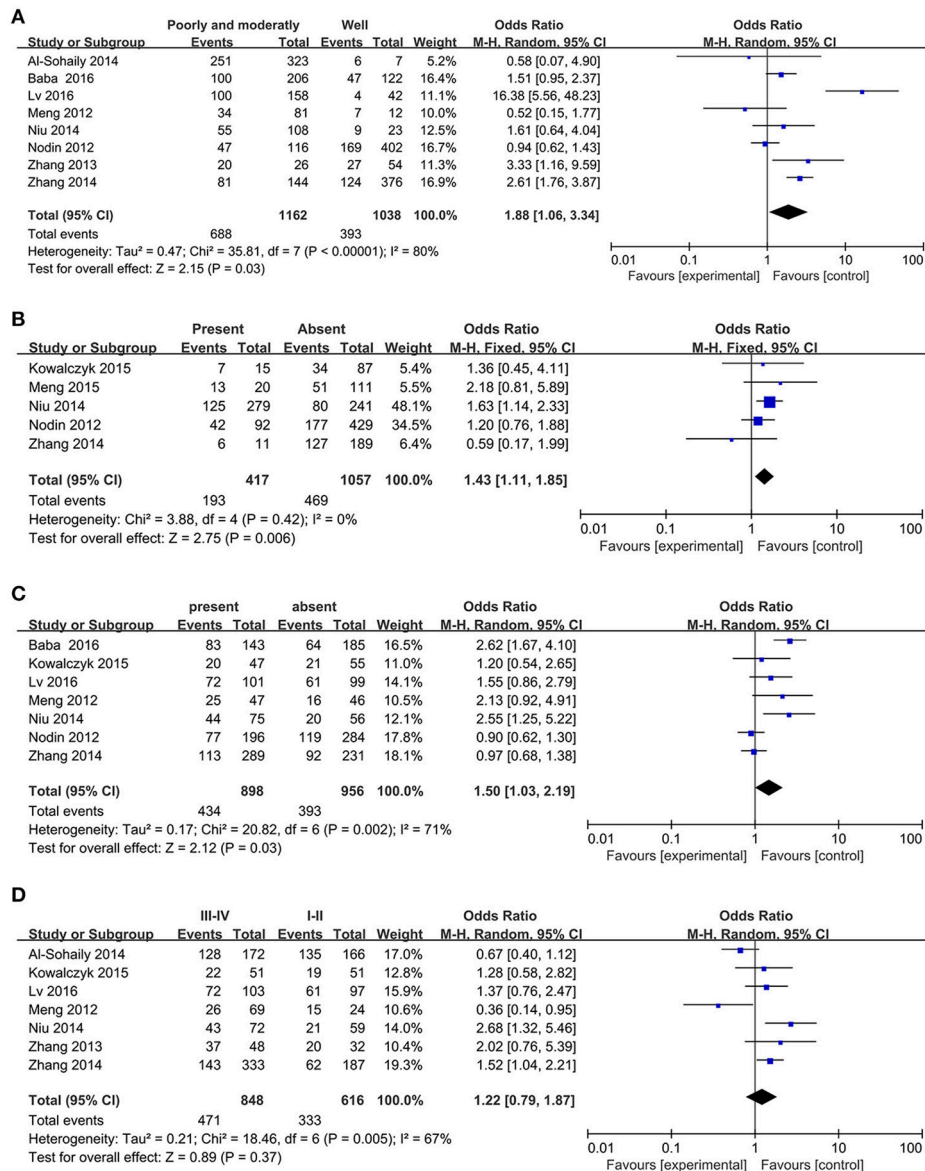 A
Poorly and moderatly Well Odds Ratio Odds Ratio
Study or Subgroup Events Total Events Total Weight M-H, Random, 95% CI M-H, Random, 95% CI
Al-Sohaily 2014 251 323 6 7 5.2% 0.58 [0.07, 4.90]
Baba 2016 100 206 47 122 16.4% 1.51 [0.95, 2.37]
Lv 2016 100 158 4 42 11.1% 16.38 [5.56, 48.23]
Meng 2012 34 81 7 12 10.0% 0.52 [0.15, 1.77]
Niu 2014 55 108 9 23 12.5% 1.61 [0.64, 4.04]
Nodin 2012 47 116 169 402 16.7% 0.94 [0.62, 1.43]
Zhang 2013 20 26 27 54 11.3% 3.33 [1.16, 9.59]
Zhang 2014 81 144 124 376 16.9% 2.61 [1.76, 3.87]
Total (95% CI) 1162 1038 100.0% 1.88 [1.06, 3.34]
Total events 688 393
Heterogeneity: Tau² = 0.47; Chi² = 35.81, df = 7 (P < 0.00001); I² = 80%
Test for overall effect: Z = 2.15 (P = 0.03)
0.01 0.1 1 10 100
Favours [experimental] Favours [control]
B
Present Absent Odds Ratio Odds Ratio
Study or Subgroup Events Total Events Total Weight M-H, Fixed, 95% CI M-H, Fixed, 95% CI
Kowalczyk 2015 7 15 34 87 5.4% 1.36 [0.45, 4.11]
Meng 2015 13 20 51 111 5.5% 2.18 [0.81, 5.89]
Niu 2014 125 279 80 241 48.1% 1.63 [1.14, 2.33]
Nodin 2012 42 92 177 429 34.5% 1.20 [0.76, 1.88]
Zhang 2014 6 11 127 189 6.4% 0.59 [0.17, 1.99]
Total (95% CI) 417 1057 100.0% 1.43 [1.11, 1.85]
Total events 193 469
Heterogeneity: Chi² = 3.88, df = 4 (P = 0.42); I² = 0%
Test for overall effect: Z = 2.75 (P = 0.006)
0.01 0.1 1 10 100
Favours [experimental] Favours [control]
C
present absent Odds Ratio Odds Ratio
Study or Subgroup Events Total Events Total Weight M-H, Random, 95% CI M-H, Random, 95% CI
Baba 2016 83 143 64 185 16.5% 2.62 [1.67, 4.10]
Kowalczyk 2015 20 47 21 55 11.0% 1.20 [0.54, 2.65]
Lv 2016 72 101 61 99 14.1% 1.55 [0.86, 2.79]
Meng 2012 25 47 16 46 10.5% 2.13 [0.92, 4.91]
Niu 2014 44 75 20 56 12.1% 2.55 [1.25, 5.22]
Nodin 2012 77 196 119 284 17.8% 0.90 [0.62, 1.30]
Zhang 2014 113 289 92 231 18.1% 0.97 [0.68, 1.38]
Total (95% CI) 898 956 100.0% 1.50 [1.03, 2.19]
Total events 434 393
Heterogeneity: Tau² = 0.17; Chi² = 20.82, df = 6 (P = 0.002); I² = 71%
Test for overall effect: Z = 2.12 (P = 0.03)
0.01 0.1 1 10 100
Favours [experimental] Favours [control]
D
III-IV I-II Odds Ratio Odds Ratio
Study or Subgroup Events Total Events Total Weight M-H, Random, 95% CI M-H, Random, 95% CI
Al-Sohaily 2014 128 172 135 166 17.0% 0.67 [0.40, 1.12]
Kowalczyk 2015 22 51 19 51 12.8% 1.28 [0.58, 2.82]
Lv 2016 72 103 61 97 15.9% 1.37 [0.76, 2.47]
Meng 2012 26 69 15 24 10.6% 0.36 [0.14, 0.95]
Niu 2014 43 72 21 59 14.0% 2.68 [1.32, 5.46]
Zhang 2013 37 48 20 32 10.4% 2.02 [0.76, 5.39]
Zhang 2014 143 333 62 187 19.3% 1.52 [1.04, 2.21]
Total (95% CI) 848 616 100.0% 1.22 [0.79, 1.87]
Total events 471 333
Heterogeneity: Tau² = 0.21; Chi² = 18.46, df = 6 (P = 0.005); I² = 67%
Test for overall effect: Z = 0.89 (P = 0.37)
0.01 0.1 1 10 100
Favours [experimental] Favours [control]